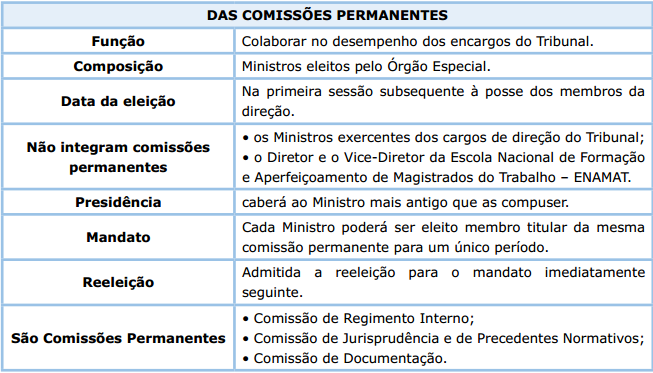 DAS COMISSÕES PERMANENTES
Função
Colaborar no desempenho dos encargos do Tribunal.
Composição
Ministros eleitos pelo Órgão Especial.
Data da eleição
Na primeira sessão subsequente à posse dos membros da
direção.
Não integram comissões
permanentes
• os Ministros exercentes dos cargos de direção do Tribunal;
• o Diretor e o Vice-Diretor da Escola Nacional de Formação
e Aperfeiçoamento de Magistrados do Trabalho – ENAMAT.
Presidência
caberá ao Ministro mais antigo que as compuser.
Mandato
Cada Ministro poderá ser eleito membro titular da mesma
comissão permanente para um único período.
Reeleição
Admitida a reeleição para o mandato imediatamente
seguinte.
São Comissões Permanentes
• Comissão de Regimento Interno;
• Comissão de Jurisprudência e de Precedentes Normativos;
• Comissão de Documentação.